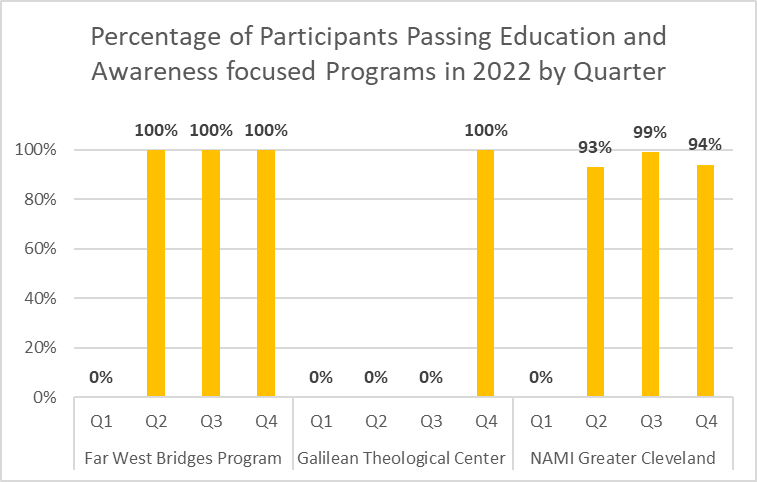 Percentage of Participants Passing Education and
Awareness focused Programs in 2022 by Quarter
100% 100% 100% 100% 93% 99% 94%
100%
80%
60%
40%
20%
0% 0% 0% 0% 0%
0%
Q1 Q2 Q3 Q4 Q1 Q2 Q3 Q4 Q1 Q2 Q3 Q4
Far West Bridges Program Galilean Theological Center NAMI Greater Cleveland